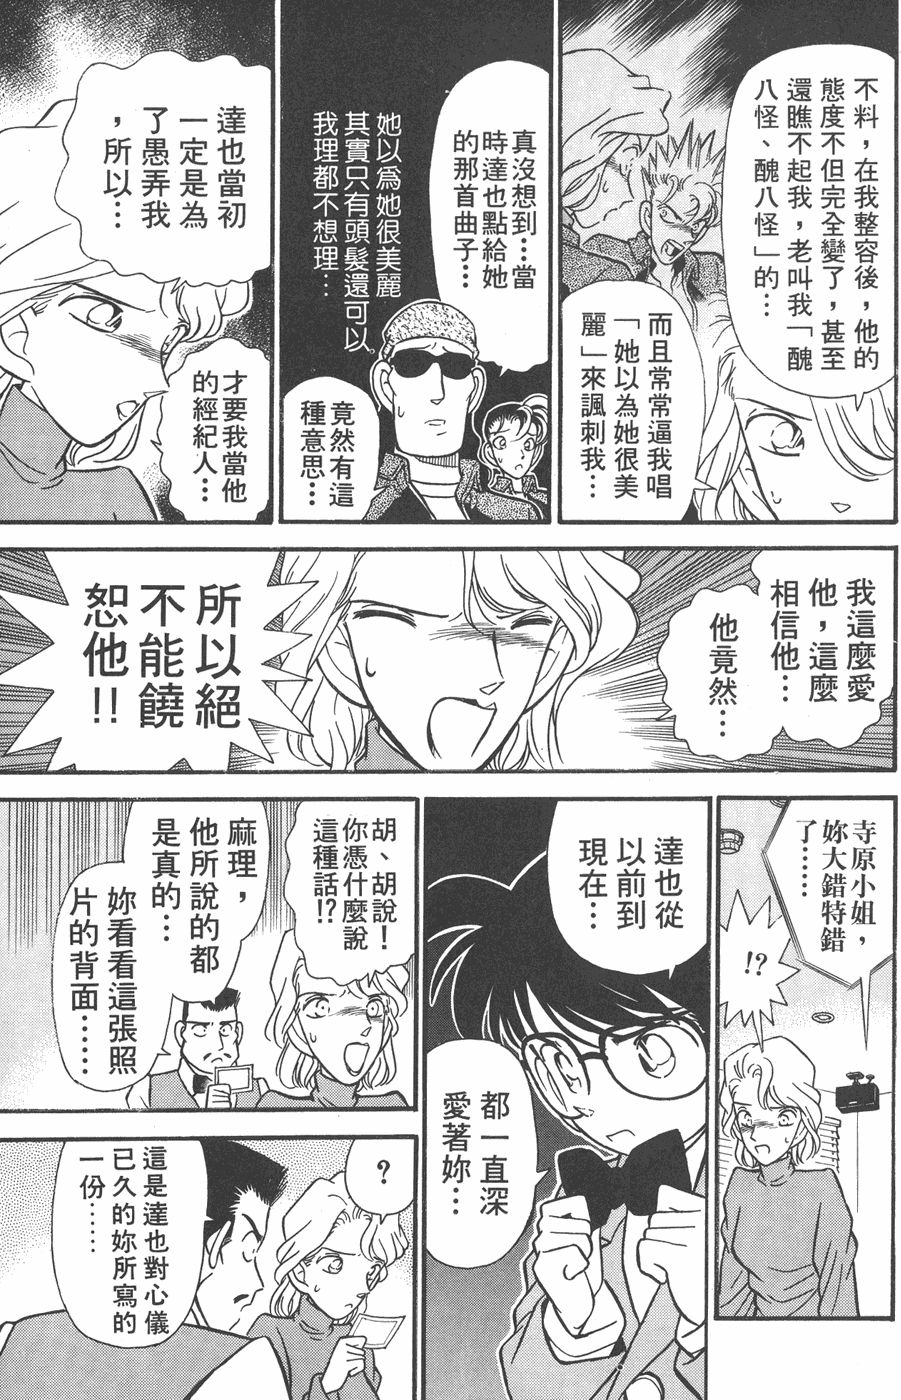 不料，在我整容後，他的
態度不但完全變了，甚至
還瞧不起我，老叫我「醜
八怪、醜八怪」的…
而且常常逼我唱
「她以為她很美
麗」來諷刺我…
真沒想到…當
時達也點給她
的那首曲子…
她以為她很美麗
其實只有頭髮還可以。
我理都不想理…
竟然有這
種意思…
達也當初
一定是為
了愚弄我
，所以…
才要我當他
的經紀人…
我這麼愛
他，這麼
相信他…
他竟然…
所以絕
不能饒
恕他!!
寺原小姐，
妳大錯特錯
了……
!?
達也從
以前到
現在…
都一直深
愛著妳…
胡、胡說！
你憑什麼說
這種話!?
麻理，
他所說的都
是真的…
妳看看這張照
片的背面……
？
這是達也對心儀
已久的妳所寫的
一份……